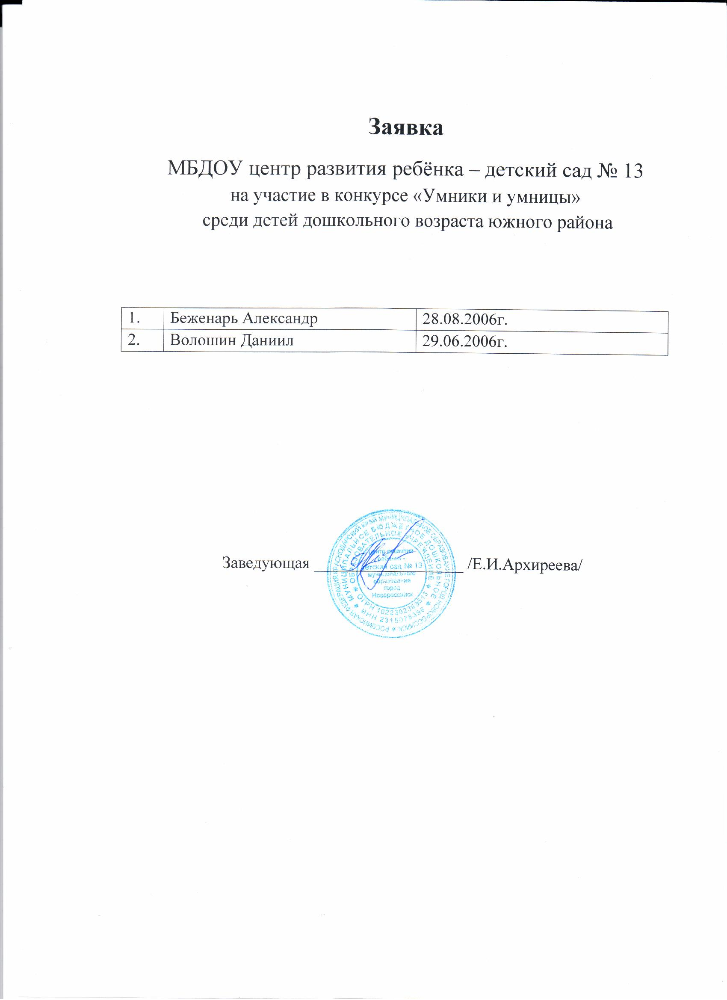 Заявка
МБДОУ центр развития ребёнка – детский сад № 13
на участие в конкурсе «Умники и умницы»
среди детей дошкольного возраста южного района
1. Беженарь Александр 28.08.2006г.
2. Волошин Даниил 29.06.2006г.
Заведующая /Е.И.Архиреева/
РОССИЙСКАЯ ФЕДЕРАЦИЯ КРАСНОДАРСКИЙ КРАЙ МУНИЦИПАЛЬНОЕ ОБРАЗОВАНИЕ ГОРОД НОВОРОССИЙСК
МУНИЦИПАЛЬНОЕ БЮДЖЕТНОЕ ДОШКОЛЬНОЕ
ОБРАЗОВАТЕЛЬНОЕ УЧРЕЖДЕНИЕ
центр развития
ребёнка -
детский сад № 13
муниципального
образования
город
Новороссийск
ОГРН
ИНН